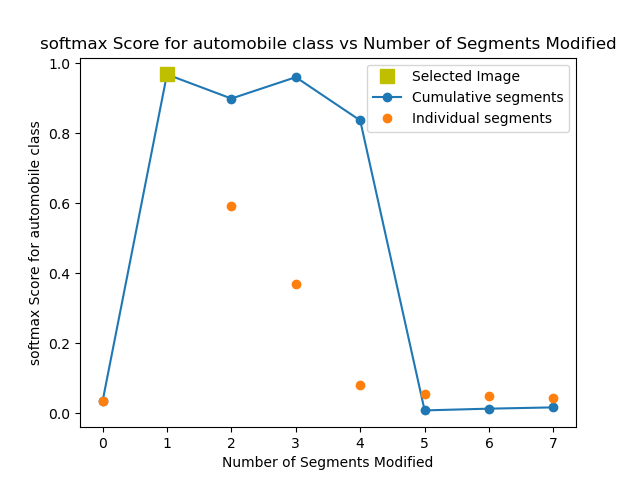 softmax Score for automobile class vs Number of Segments Modified
Selected Image
Cumulative segments
Individual segments
softmax Score for automobile class
1.0
0.8
0.6
0.4
0.2
0.0
0 1 2 3 4 5 6 7
Number of Segments Modified